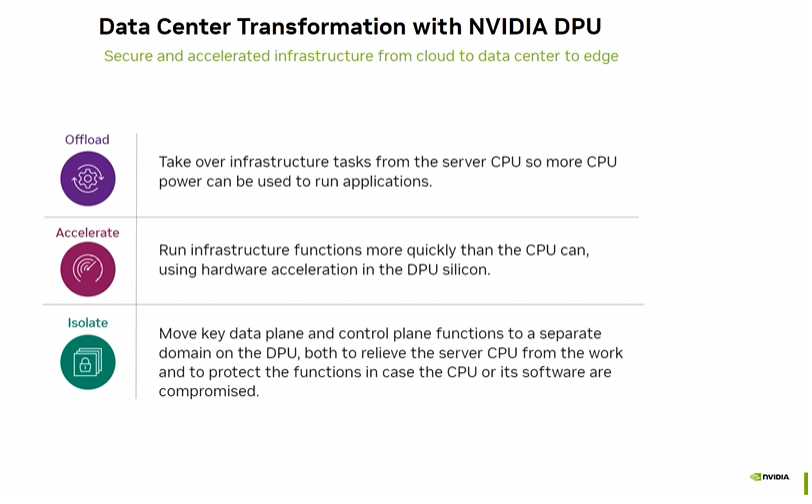 Data Center Transformation with NVIDIA DPU
Secure and accelerated infrastructure from cloud to data center to edge
Offload
Take over infrastructure tasks from the server CPU so more CPU
power can be used to run applications.
Accelerate
Run infrastructure functions more quickly than the CPU can,
using hardware acceleration in the DPU silicon.
Isolate
Move key data plane and control plane functions to a separate
domain on the DPU, both to relieve the server CPU from the work
and to protect the functions in case the CPU or its software are
compromised.
NVIDIA